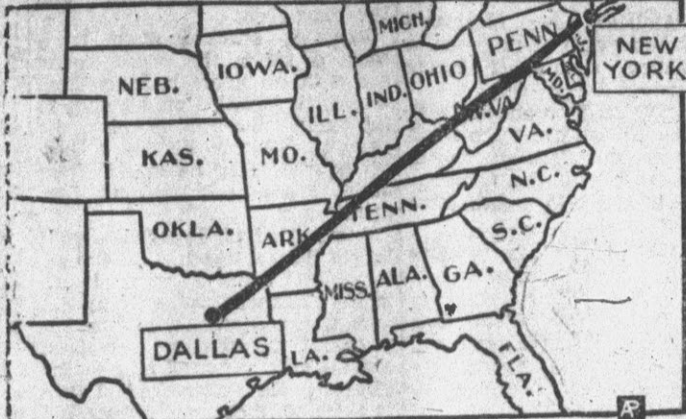 MICH.
PENN.
N.J.
NEW
YORK
NEB.
IOWA.
ILL.
IND.
OHIO
MD.
W.VA
VA.
KAS.
MO.
N.C.
OKLA.
ARK
TENN.
S.C.
MISS.
ALA.
GA.
DALLAS
LA.
FLA.
AP